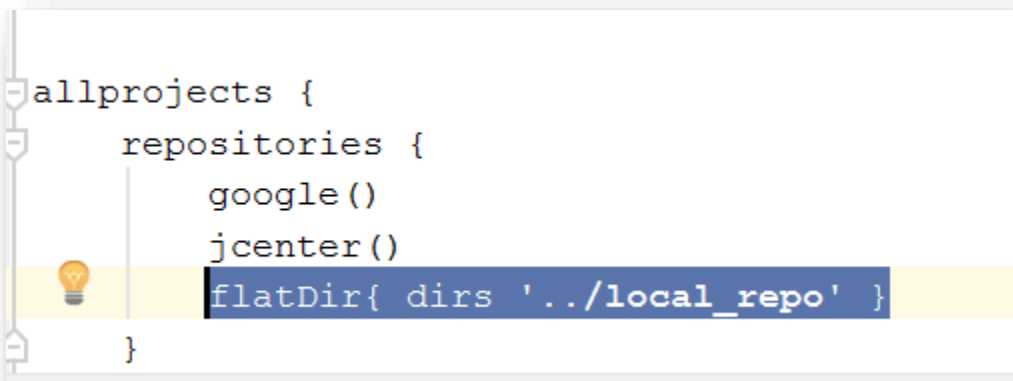 allprojects {
    repositories {
        google()
        jcenter()
        flatDir{ dirs '../local_repo' }
    }